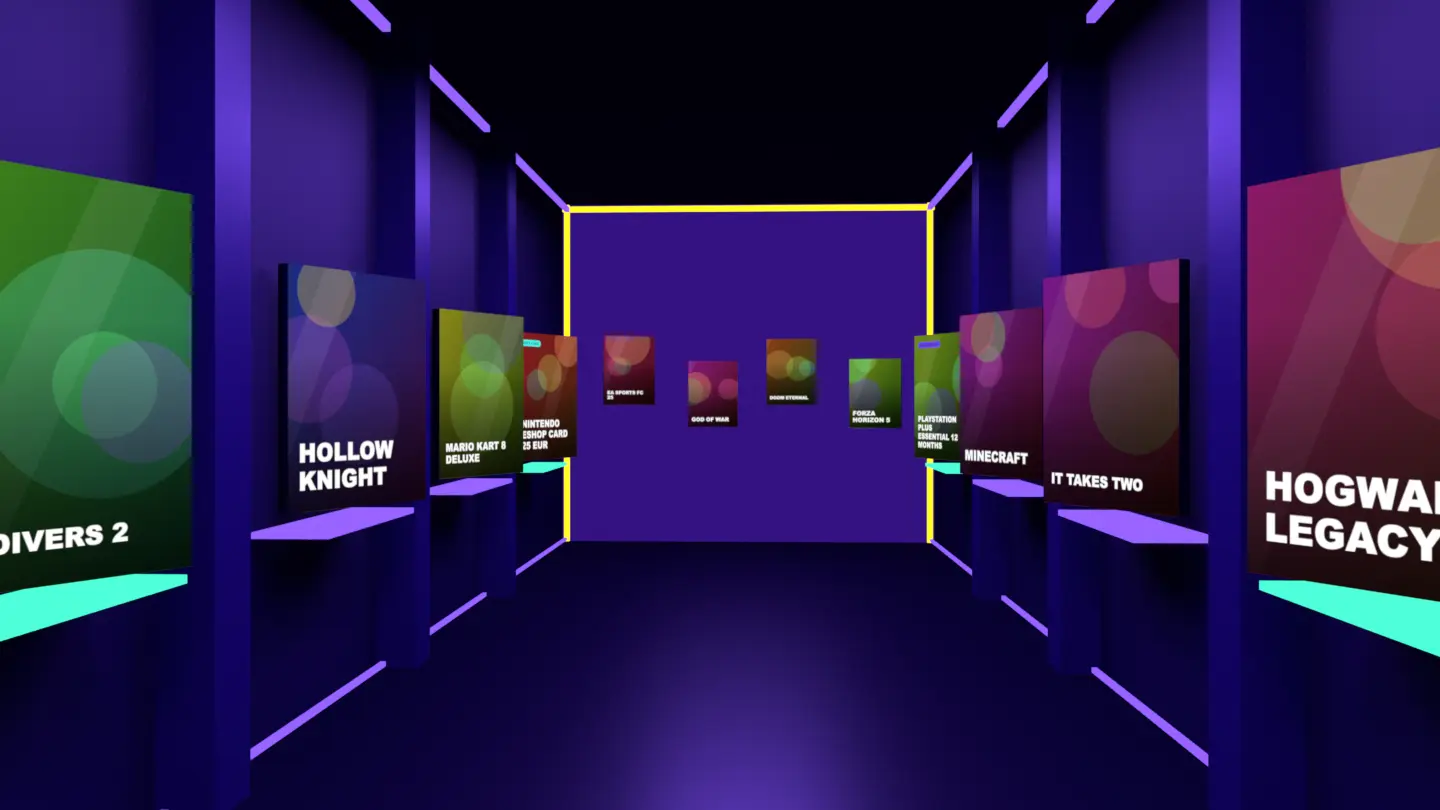 DIVERS 2
HOLLOW
KNIGHT
MARIO KART 8
DELUXE
NINTENDO
ESHOP CARD
25 EUR
EA SPORTS FC
25
GOD OF WAR
DOOM ETERNAL
FORZA
HORIZON 5
PLAYSTATION
PLUS
ESSENTIAL 12
MONTHS
MINECRAFT
IT TAKES TWO
HOGWA
LEGACY